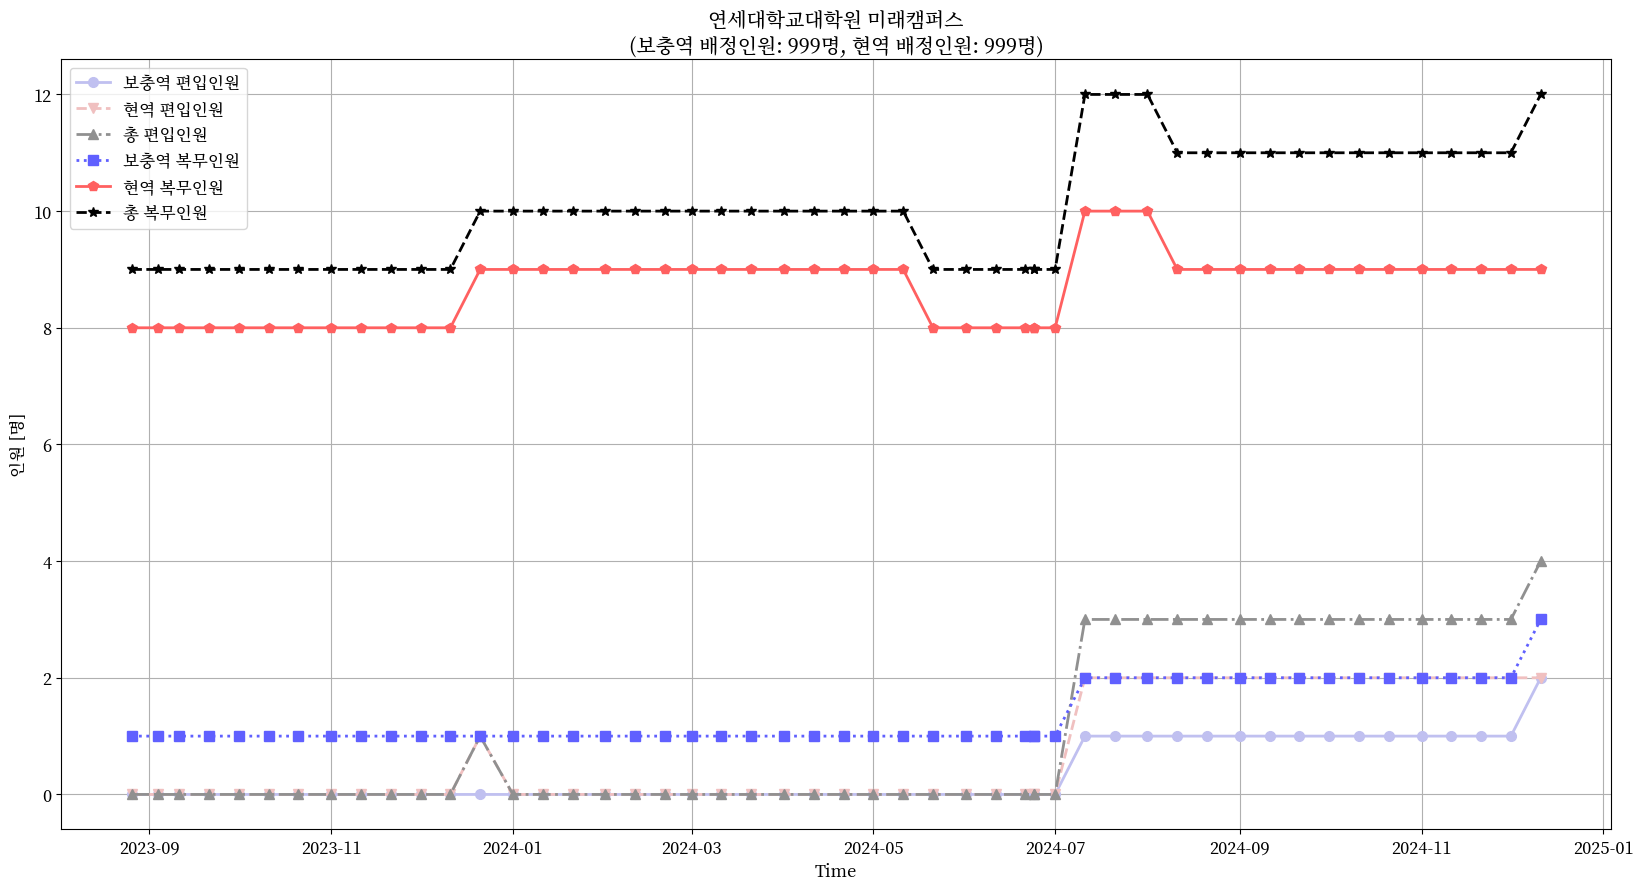 연세대학교대학원 미래캠퍼스
(보충역 배정인원: 999명, 현역 배정인원: 999명)
보충역 편입인원
현역 편입인원
총 편입인원
보충역 복무인원
현역 복무인원
총 복무인원
12
10
8
6
4
2
0
인원 [명]
2023-09 2023-11 2024-01 2024-03 2024-05 2024-07 2024-09 2024-11 2025-01
Time